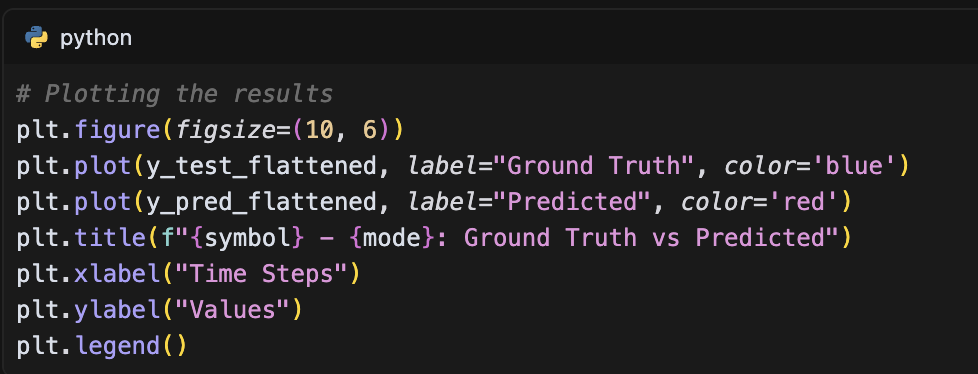 python
# Plotting the results
plt.figure(figsize=(10, 6))
plt.plot(y_test_flattened, label="Ground Truth", color='blue')
plt.plot(y_pred_flattened, label="Predicted", color='red')
plt.title(f"{symbol} – {mode}: Ground Truth vs Predicted")
plt.xlabel("Time Steps")
plt.ylabel("Values")
plt.legend()